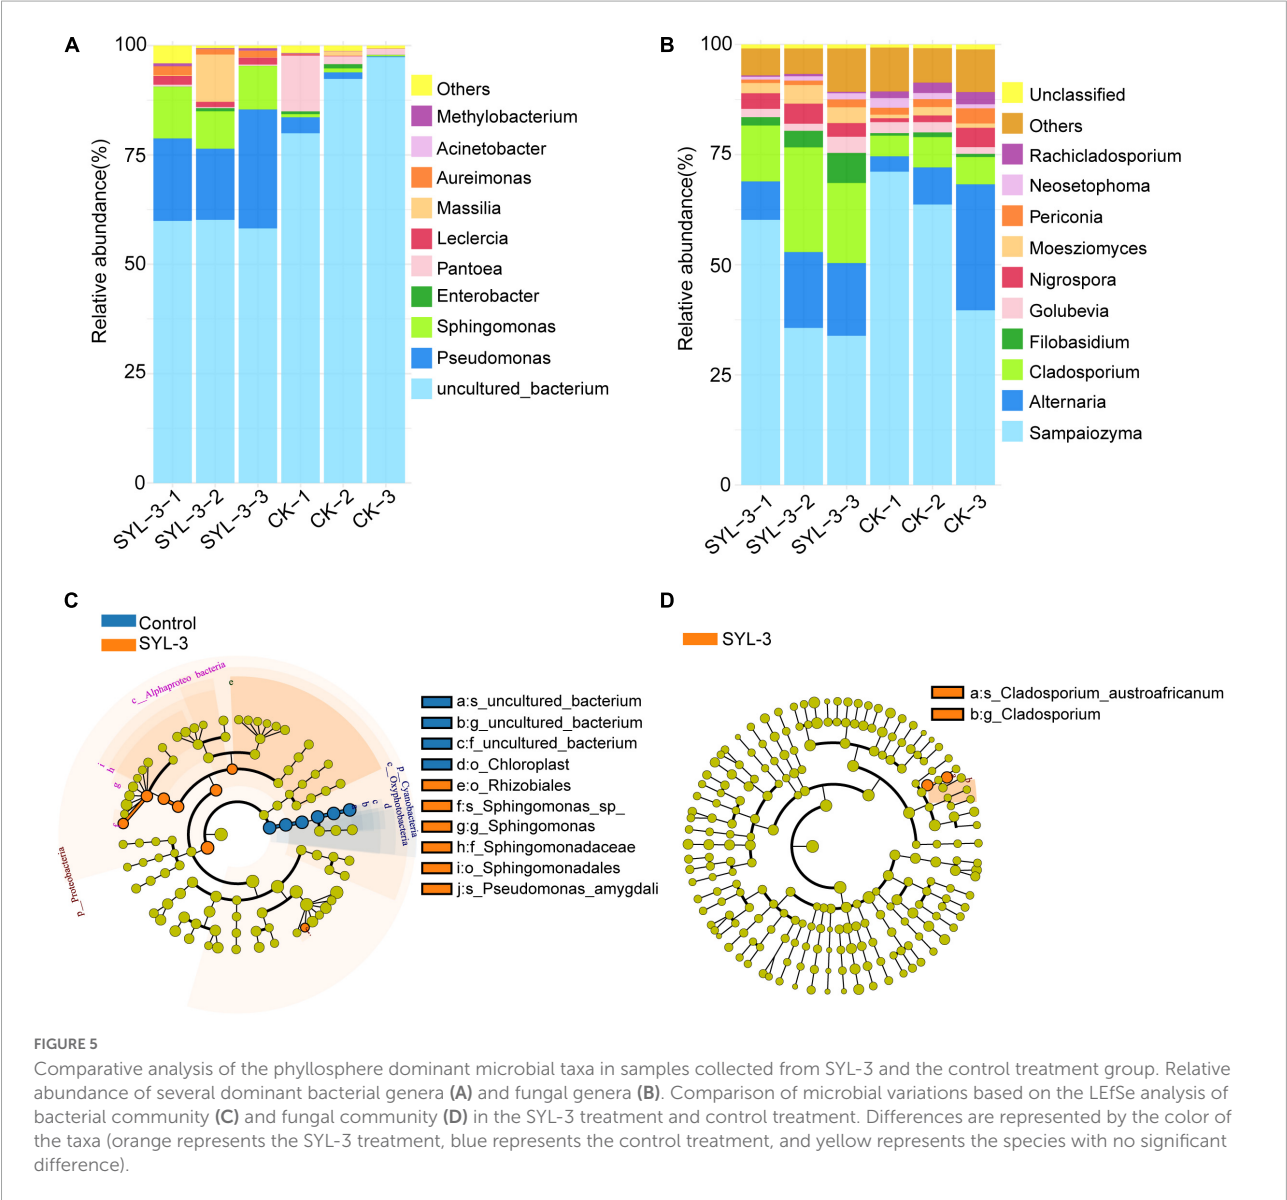 A
100
75
50
25
0
Relative abundance(%)
SYL-3-1
SYL-3-2
SYL-3-3
CK-1
CK-2
CK-3
Others
Methylobacterium
Acinetobacter
Aureimonas
Massilia
Leclercia
Pantoea
Enterobacter
Sphingomonas
Pseudomonas
uncultured_bacterium
B
100
75
50
25
0
Relative abundance(%)
SYL-3-1
SYL-3-2
SYL-3-3
CK-1
CK-2
CK-3
Unclassified
Others
Rachicladosporium
Neosetophoma
Periconia
Moesziomyces
Nigrospora
Golubevia
Filobasidium
Cladosporium
Alternaria
Sampaiozyma
C
Control
SYL-3
c__Alphaproteo bacteria
e
i
h
g
p__Proteobacteria
p__Cyanobacteria
c__Oxyphotobacteria
b
c
d
a:s_uncultured_bacterium
b:g_uncultured_bacterium
c:f_uncultured_bacterium
d:o_Chloroplast
e:o_Rhizobiales
f:s_Sphingomonas_sp_
g:g_Sphingomonas
h:f_Sphingomonadaceae
i:o_Sphingomonadales
j:s_Pseudomonas_amygdali
D
SYL-3
a:s_Cladosporium_austroafricanum
b:g_Cladosporium
b
FIGURE 5
Comparative analysis of the phyllosphere dominant microbial taxa in samples collected from SYL-3 and the control treatment group. Relative
abundance of several dominant bacterial genera (A) and fungal genera (B). Comparison of microbial variations based on the LEfSe analysis of
bacterial community (C) and fungal community (D) in the SYL-3 treatment and control treatment. Differences are represented by the color of
the taxa (orange represents the SYL-3 treatment, blue represents the control treatment, and yellow represents the species with no significant
difference).